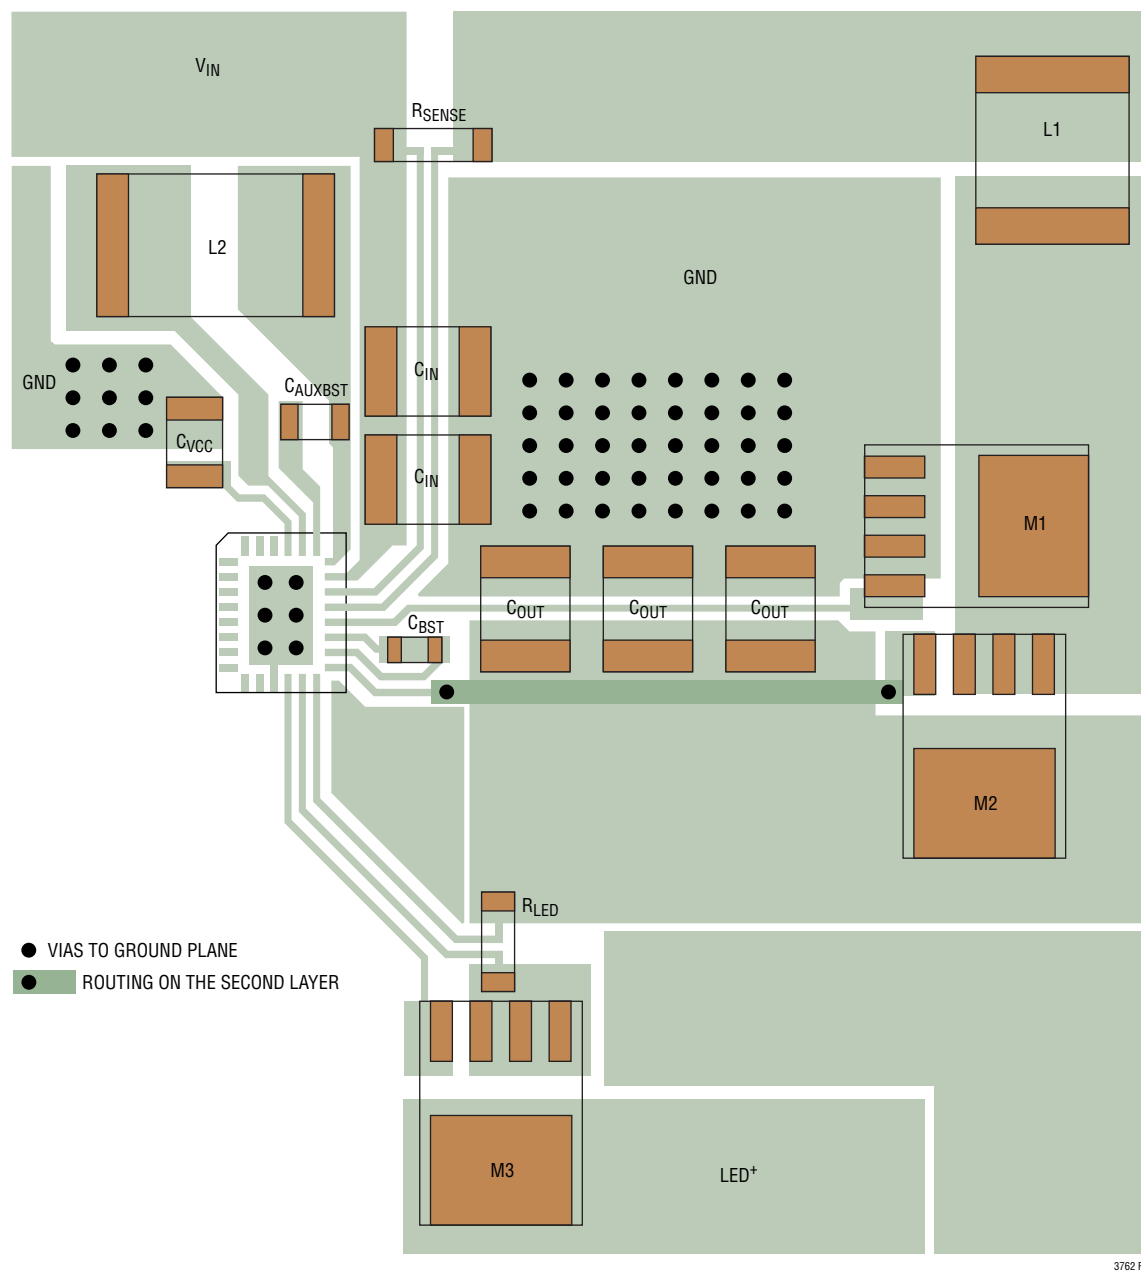 VIN
RSENSE
L1
L2
GND
GND
CIN
CAUXBST
CVCC
CIN
M1
COUT
COUT
COUT
CBST
M2
RLED
VIAS TO GROUND PLANE
ROUTING ON THE SECOND LAYER
M3
LED+
3762 F